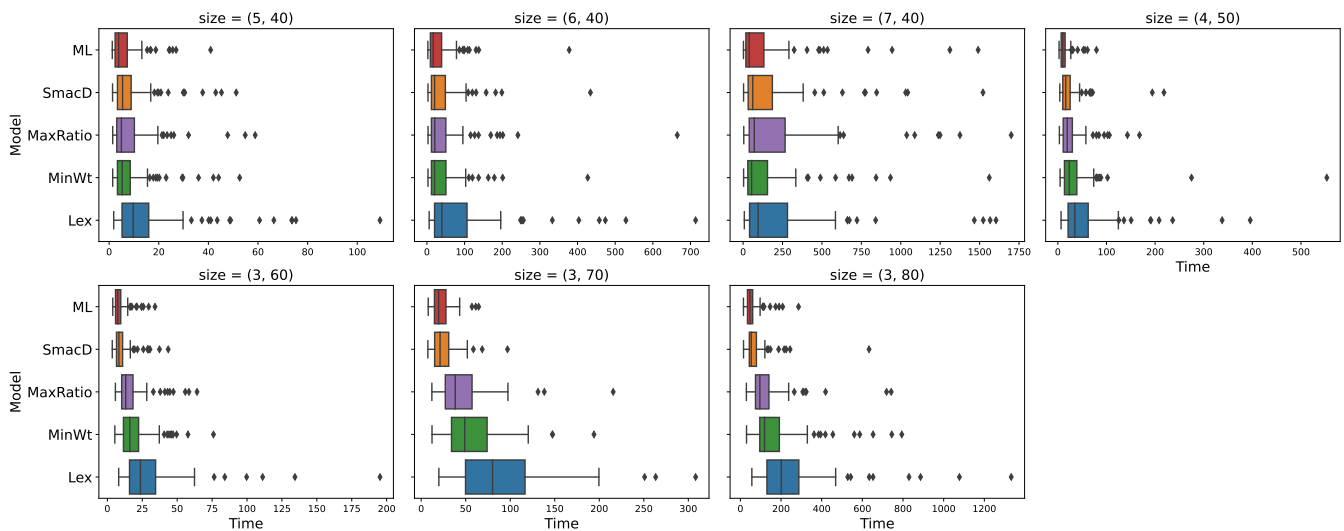 size = (5, 40)
size = (6, 40)
size = (7, 40)
size = (4, 50)
Model
ML
SmacD
MaxRatio
MinWt
Lex
0 20 40 60 80 100
0 100 200 300 400 500 600 700
0 250 500 750 1000 1250 1500 1750
0 100 200 300 400 500
Time
size = (3, 60)
size = (3, 70)
size = (3, 80)
Model
ML
SmacD
MaxRatio
MinWt
Lex
0 25 50 75 100 125 150 175 200
0 50 100 150 200 250 300
0 200 400 600 800 1000 1200
Time
Time
Time